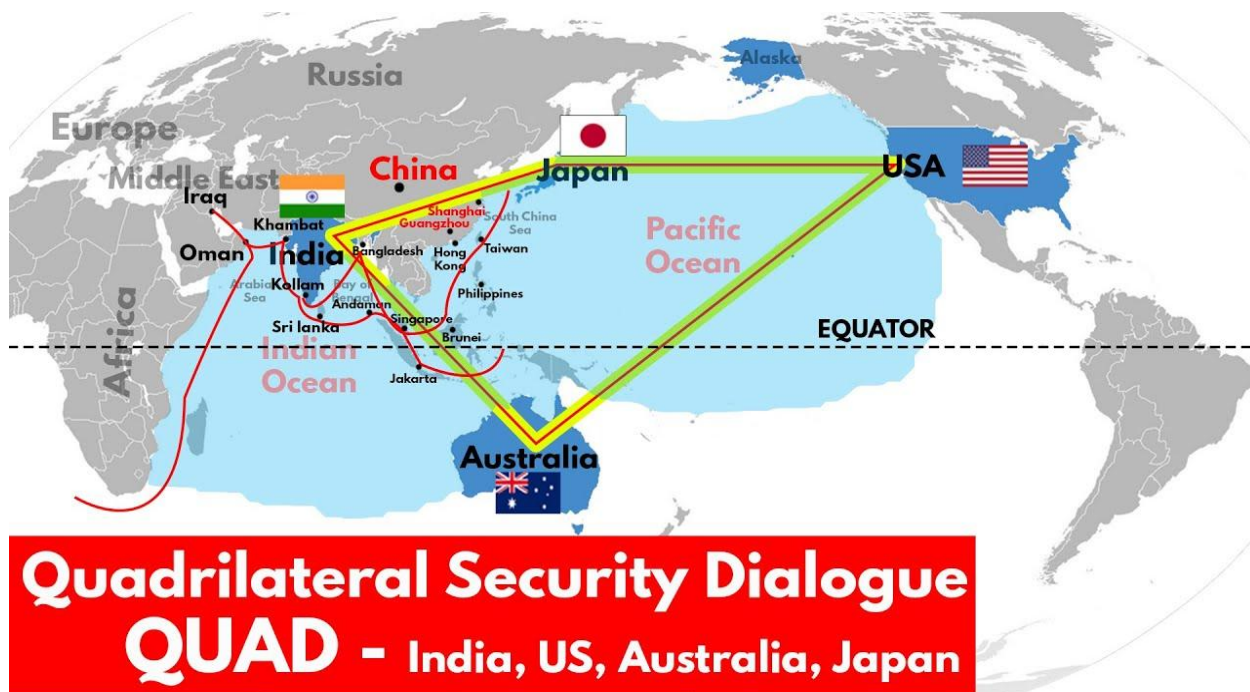 Alaska
Russia
Europe
Middle East
China
Japan
USA
Iraq
Khambat
Shanghai
Guangzhou
South China
Sea
Oman
India
Bangladesh
Hong
Kong
Taiwan
Pacific
Ocean
Arabia
Sea
Kollam
Bay of
Bengal
Andaman
Philippines
Sri lanka
Singapore
Brunei
EQUATOR
Africa
Indian
Ocean
Jakarta
Australia
Quadrilateral Security Dialogue
QUAD - India, US, Australia, Japan